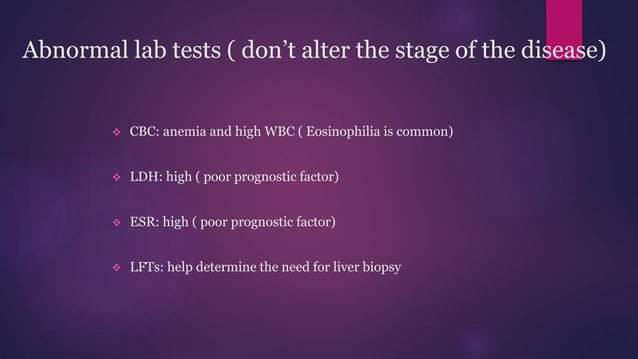 Abnormal lab tests ( don’t alter the stage of the disease)
CBC: anemia and high WBC ( Eosinophilia is common)
LDH: high ( poor prognostic factor)
ESR: high ( poor prognostic factor)
LFTs: help determine the need for liver biopsy